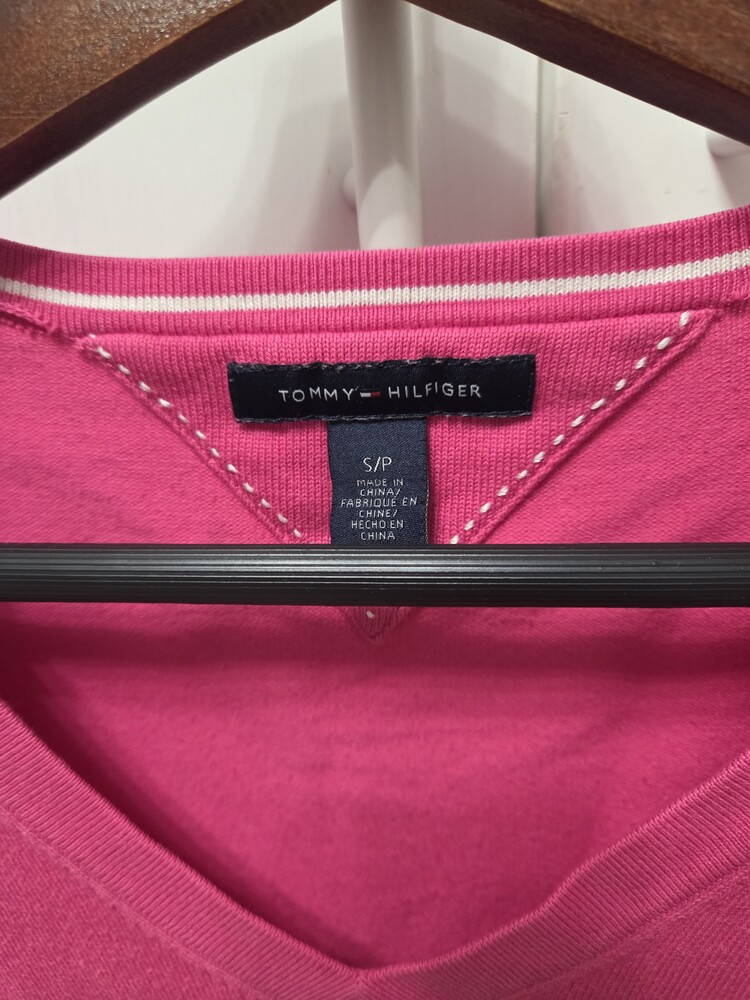 TOMMY HILFIGER
S/P
MADE IN
CHINA/
FABRIQUE EN
CHINE/
HECHO EN
CHINA